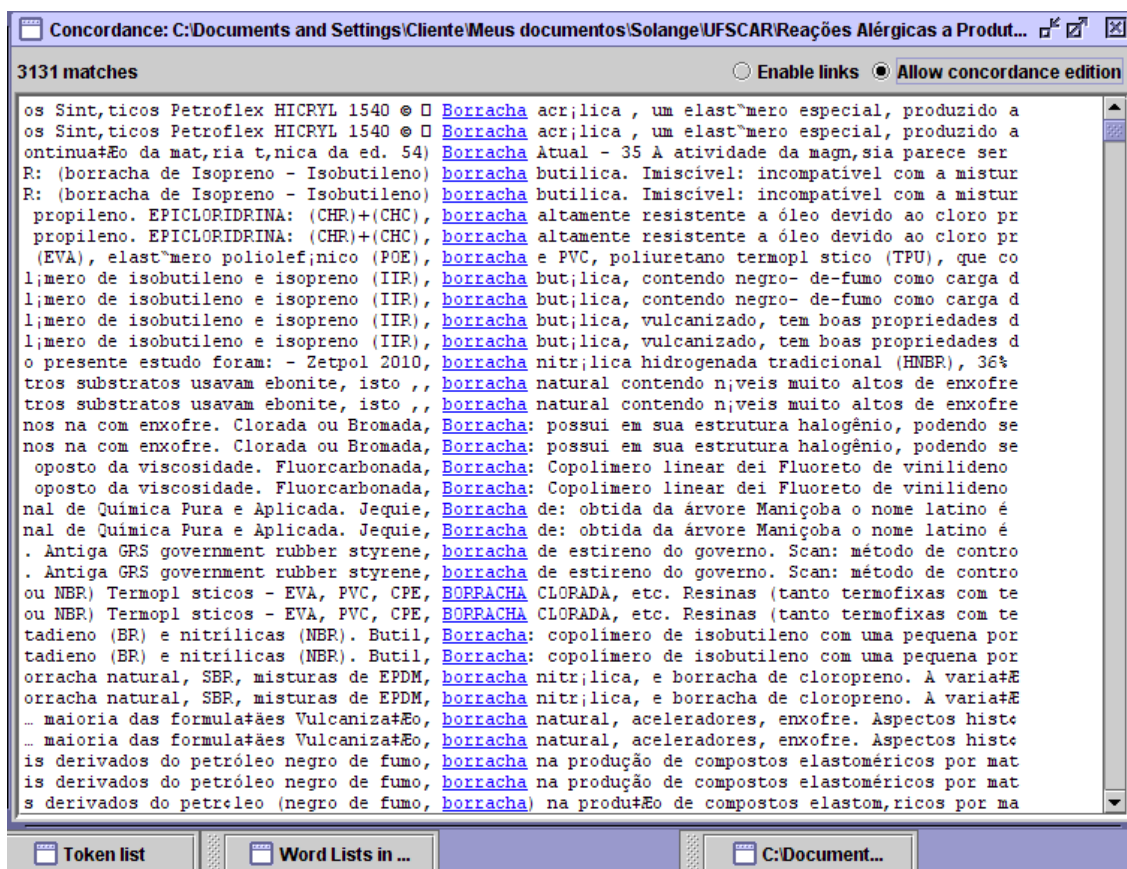 Concordance: C:\Documents and Settings\Cliente\Meus documentos\Solange\UFSCAR\Reações Alérgicas a Produt...
3131 matches Enable links Allow concordance edition
os Sint,ticos Petroflex HICRYL 1540 © □ Borracha acr¡lica , um elast“mero especial, produzido a
os Sint,ticos Petroflex HICRYL 1540 © □ Borracha acr¡lica , um elast“mero especial, produzido a
ontinua‡Æo da mat,ria t,nica da ed. 54) Borracha Atual - 35 A atividade da magn,sia parece ser
R: (borracha de Isopreno - Isobutileno) borracha butilica. Imiscível: incompatível com a mistur
R: (borracha de Isopreno - Isobutileno) borracha butilica. Imiscível: incompatível com a mistur
propileno. EPICLORIDRINA: (CHR)+(CHC), borracha altamente resistente a óleo devido ao cloro pr
propileno. EPICLORIDRINA: (CHR)+(CHC), borracha altamente resistente a óleo devido ao cloro pr
(EVA), elast“mero poliolef¡nico (POE), borracha e PVC, poliuretano termopl stico (TPU), que co
l¡mero de isobutileno e isopreno (IIR), borracha but¡lica, contendo negro- de-fumo como carga d
l¡mero de isobutileno e isopreno (IIR), borracha but¡lica, contendo negro- de-fumo como carga d
l¡mero de isobutileno e isopreno (IIR), borracha but¡lica, vulcanizado, tem boas propriedades d
l¡mero de isobutileno e isopreno (IIR), borracha but¡lica, vulcanizado, tem boas propriedades d
o presente estudo foram: - Zetpol 2010, borracha nitr¡lica hidrogenada tradicional (HNBR), 36%
tros substratos usavam ebonite, isto ,, borracha natural contendo n¡veis muito altos de enxofre
tros substratos usavam ebonite, isto ,, borracha natural contendo n¡veis muito altos de enxofre
nos na com enxofre. Clorada ou Bromada, Borracha: possui em sua estrutura halogênio, podendo se
nos na com enxofre. Clorada ou Bromada, Borracha: possui em sua estrutura halogênio, podendo se
oposto da viscosidade. Fluorcarbonada, Borracha: Copolimero linear dei Fluoreto de vinilideno
oposto da viscosidade. Fluorcarbonada, Borracha: Copolimero linear dei Fluoreto de vinilideno
nal de Química Pura e Aplicada. Jequie, Borracha de: obtida da árvore Maniçoba o nome latino é
nal de Química Pura e Aplicada. Jequie, Borracha de: obtida da árvore Maniçoba o nome latino é
. Antiga GRS government rubber styrene, borracha de estireno do governo. Scan: método de contro
. Antiga GRS government rubber styrene, borracha de estireno do governo. Scan: método de contro
ou NBR) Termopl sticos - EVA, PVC, CPE, BORRACHA CLORADA, etc. Resinas (tanto termofixas com te
ou NBR) Termopl sticos - EVA, PVC, CPE, BORRACHA CLORADA, etc. Resinas (tanto termofixas com te
tadieno (BR) e nitrílicas (NBR). Butil, Borracha: copolímero de isobutileno com uma pequena por
tadieno (BR) e nitrílicas (NBR). Butil, Borracha: copolímero de isobutileno com uma pequena por
orracha natural, SBR, misturas de EPDM, borracha nitr¡lica, e borracha de cloropreno. A varia‡Æ
orracha natural, SBR, misturas de EPDM, borracha nitr¡lica, e borracha de cloropreno. A varia‡Æ
… maioria das formula‡äes Vulcaniza‡Æo, borracha natural, aceleradores, enxofre. Aspectos hist¢
… maioria das formula‡äes Vulcaniza‡Æo, borracha natural, aceleradores, enxofre. Aspectos hist¢
is derivados do petróleo negro de fumo, borracha na produção de compostos elastoméricos por mat
is derivados do petróleo negro de fumo, borracha na produção de compostos elastoméricos por mat
s derivados do petr¢leo (negro de fumo, borracha) na produ‡Æo de compostos elastom,ricos por ma
Token list Word Lists in ... C:\Document...